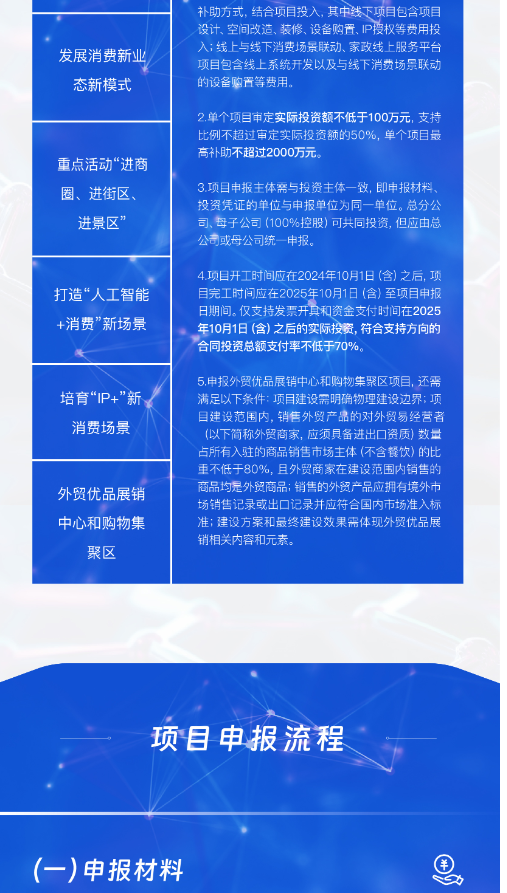 发展消费新业
态新模式
重点活动“进商
圈、进街区、
进景区”
打造“人工智能
+消费”新场景
培育“IP+”新
消费场景
外贸优品展销
中心和购物集
聚区
补助方式，结合项目投入，其中线下项目包含项目
设计、空间改造、装修、设备购置、IP授权等费用投
入；线上与线下消费场景联动、家政线上服务平台
项目包含线上系统开发以及与线下消费场景联动
的设备购置等费用。
2.单个项目审定实际投资额不低于100万元，支持
比例不超过审定实际投资额的50%，单个项目最
高补助不超过2000万元。
3.项目申报主体需与投资主体一致，即申报材料、
投资凭证的单位与申报单位为同一单位。总分公
司、母子公司（100%控股）可共同投资，但应由总
公司或母公司统一申报。
4.项目开工时间应在2024年10月1日（含）之后，项
目完工时间应在2025年10月1日（含）至项目申报
日期间。仅支持发票开具和资金支付时间在2025
年10月1日（含）之后的实际投资，符合支持方向的
合同投资总额支付率不低于70%。
5.申报外贸优品展销中心和购物集聚区项目，还需
满足以下条件：项目建设需明确物理建设边界；项
目建设范围内，销售外贸产品的对外贸易经营者
（以下简称外贸商家，应须具备进出口资质）数量
占所有入驻的商品销售市场主体（不含餐饮）的比
重不低于80%，且外贸商家在建设范围内销售的
商品均是外贸商品；销售的外贸产品应拥有境外市
场销售记录或出口记录并应符合国内市场准入标
准；建设方案和最终建设效果需体现外贸优品展
销相关内容和元素。
项目申报流程
（一）申报材料